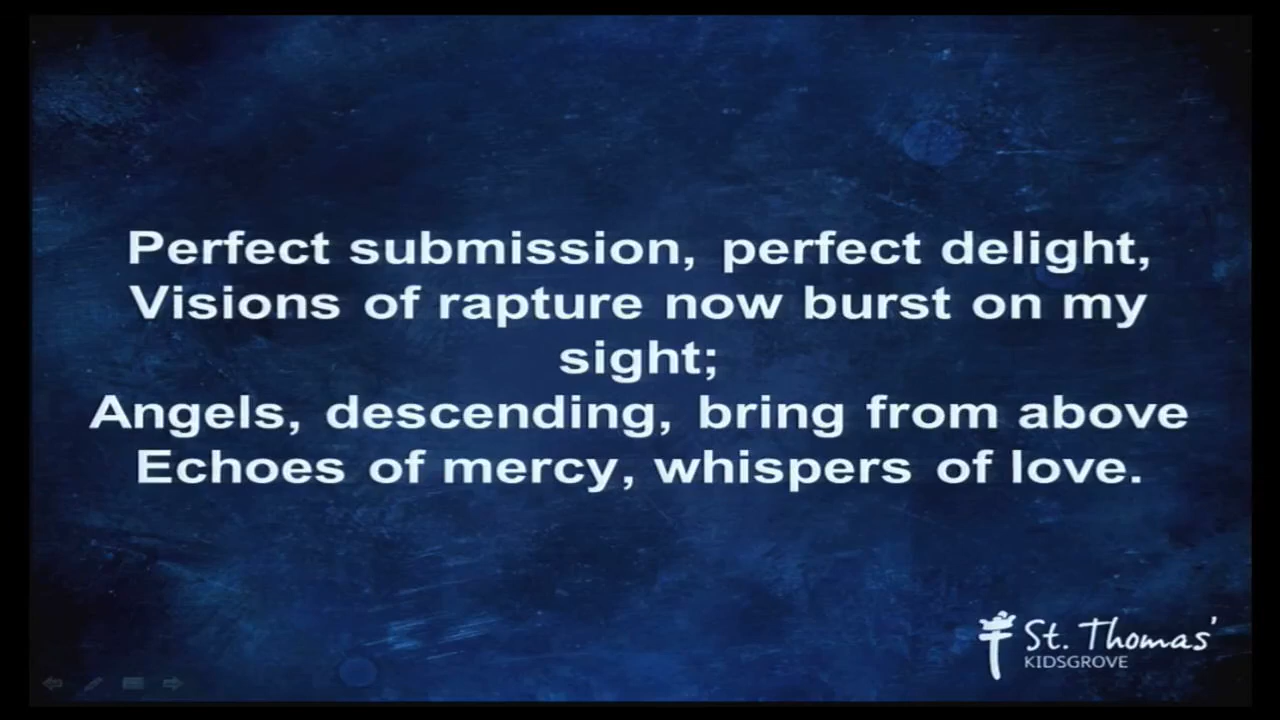 Perfect submission, perfect delight,
Visions of rapture now burst on my
sight;
Angels, descending, bring from above
Echoes of mercy, whispers of love.
St. Thomas'
KIDSGROVE